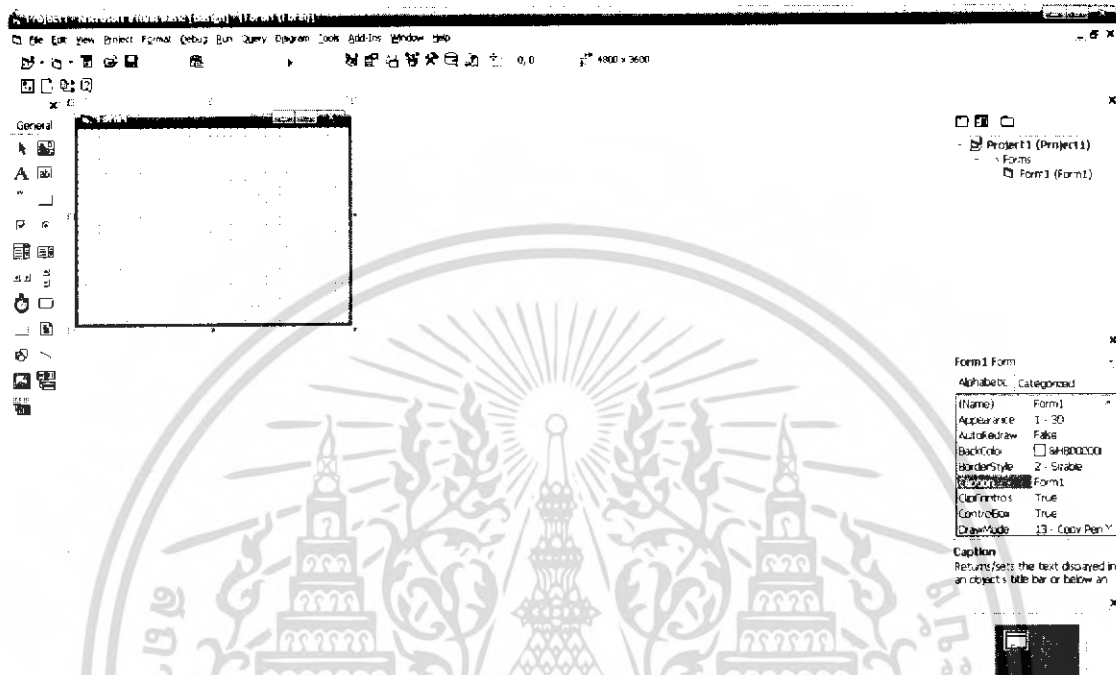 Project1 - Microsoft Visual Basic [design] - [Form1 (Form)]
File Edit View Project Format Debug Run Query Diagram Tools Add-Ins Window Help
0, 0 4800 x 3600
General
Form1
Project1 (Project1)
Forms
Form1 (Form1)
Form1 Form
Alphabetic Categorized
(Name) Form1
Appearance 1 - 3D
AutoRedraw False
BackColor
BorderStyle 2 - Sizable
Caption Form1
ClipControls True
ControlBox True
DrawMode 13 - Copy Pen
Caption
Returns/sets the text displayed in
an object's title bar or below an